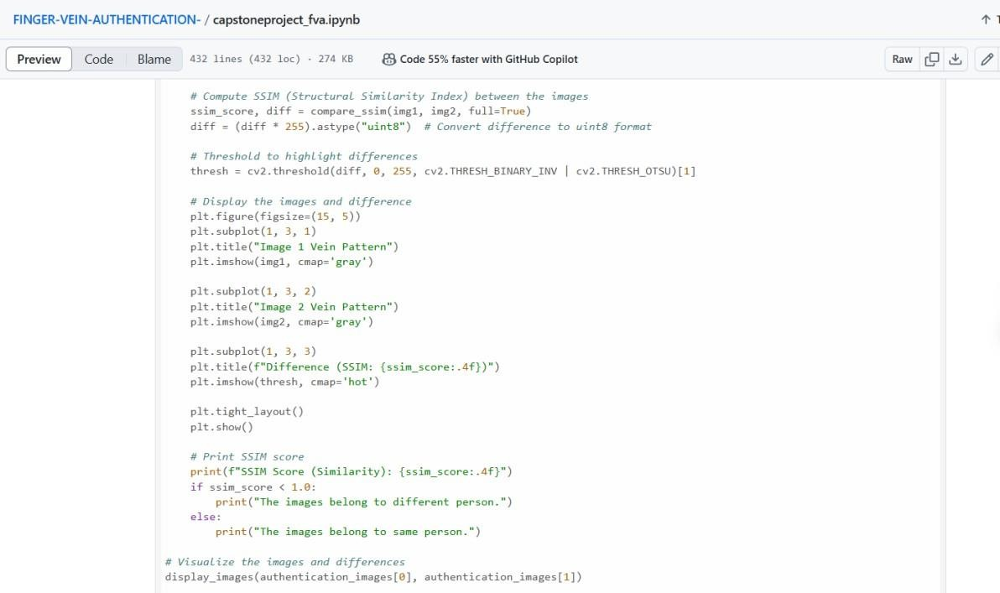 FINGER-VEIN-AUTHENTICATION- / capstoneproject_fva.ipynb
Preview Code Blame 432 lines (432 loc) · 274 KB Code 55% faster with GitHub Copilot Raw
# Compute SSIM (Structural Similarity Index) between the images
ssim_score, diff = compare_ssim(img1, img2, full=True)
diff = (diff * 255).astype("uint8")  # Convert difference to uint8 format
# Threshold to highlight differences
thresh = cv2.threshold(diff, 0, 255, cv2.THRESH_BINARY_INV | cv2.THRESH_OTSU)[1]
# Display the images and difference
plt.figure(figsize=(15, 5))
plt.subplot(1, 3, 1)
plt.title("Image 1 Vein Pattern")
plt.imshow(img1, cmap='gray')
plt.subplot(1, 3, 2)
plt.title("Image 2 Vein Pattern")
plt.imshow(img2, cmap='gray')
plt.subplot(1, 3, 3)
plt.title(f"Difference (SSIM: {ssim_score:.4f})")
plt.imshow(thresh, cmap='hot')
plt.tight_layout()
plt.show()
# Print SSIM score
print(f"SSIM Score (Similarity): {ssim_score:.4f}")
if ssim_score < 1.0:
print("The images belong to different person.")
else:
print("The images belong to same person.")
# Visualize the images and differences
display_images(authentication_images[0], authentication_images[1])